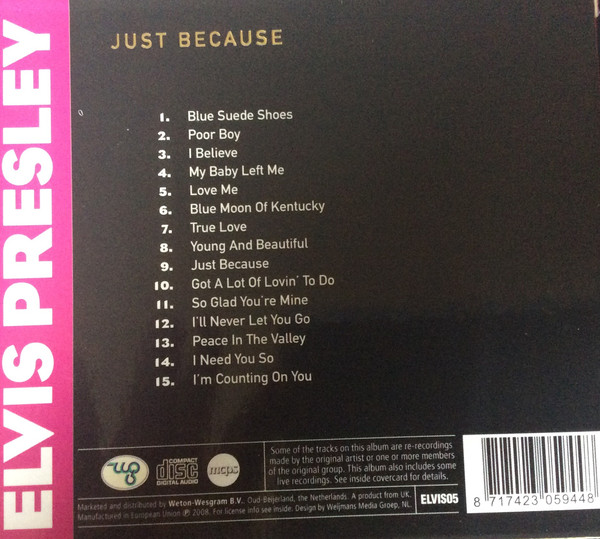 ELVIS PRESLEY
JUST BECAUSE
1. Blue Suede Shoes
2. Poor Boy
3. I Believe
4. My Baby Left Me
5. Love Me
6. Blue Moon Of Kentucky
7. True Love
8. Young And Beautiful
9. Just Because
10. Got A Lot Of Lovin' To Do
11. So Glad You're Mine
12. I'll Never Let You Go
13. Peace In The Valley
14. I Need You So
15. I'm Counting On You
wg
COMPACT
disc
DIGITAL AUDIO
mcps
Some of the tracks on this album are re-recordings
made by the original artist or one or more members
of the original group. This album also includes some
live recordings. See inside covercard for details.
Marketed and distributed by Weton-Wesgram B.V., Oud-Beijerland, the Netherlands. A product from UK.
Manufactured in European Union ℗ 2008. For license info see inside. Design by Weijmans Media Groep, NL
ELVIS05
8 717423 059448